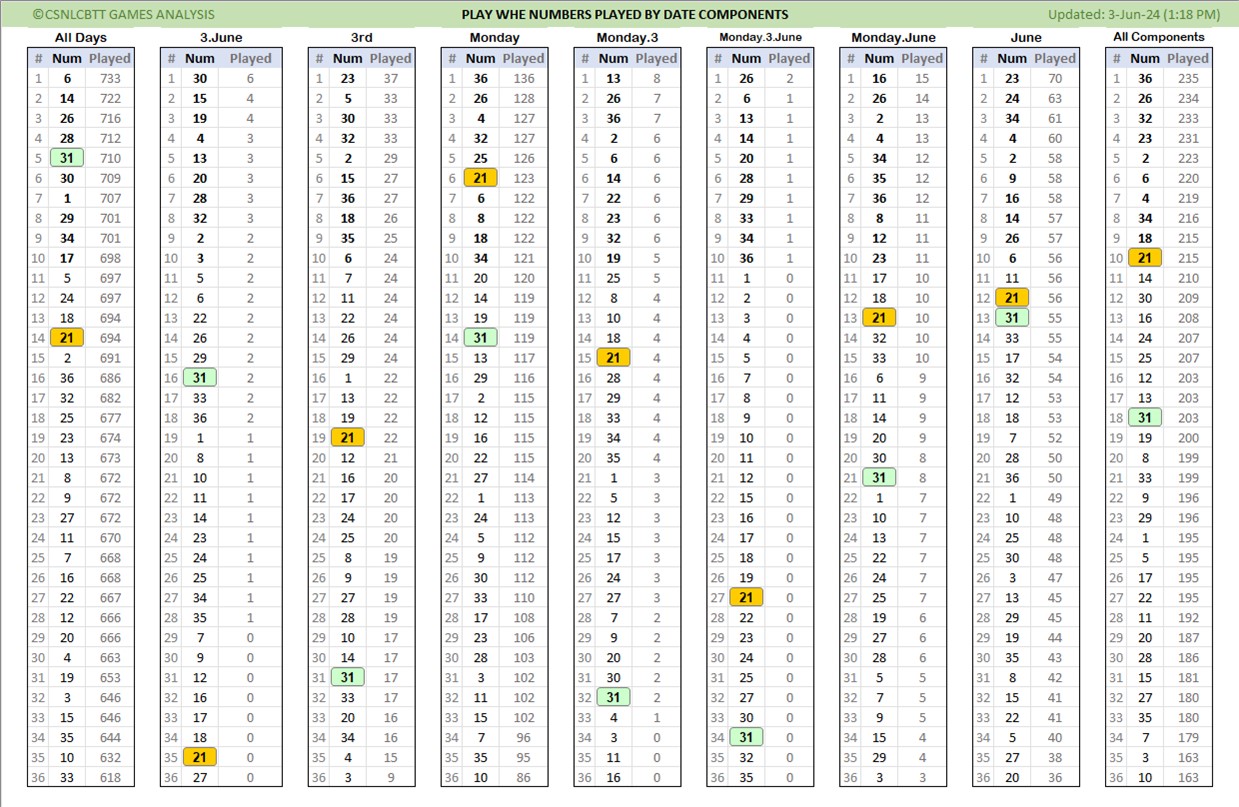 ©CSNLCBTT GAMES ANALYSIS PLAY WHE NUMBERS PLAYED BY DATE COMPONENTS Updated: 3-Jun-24 (1:18 PM)
All Days 3.June 3rd Monday Monday.3 Monday.3.June Monday.June June All Components
# Num Played # Num Played # Num Played # Num Played # Num Played # Num Played # Num Played # Num Played # Num Played
1 6 733 1 30 6 1 23 37 1 36 136 1 13 8 1 26 2 1 16 15 1 23 70 1 36 235
2 14 722 2 15 4 2 5 33 2 26 128 2 26 7 2 6 1 2 26 14 2 24 63 2 26 234
3 26 716 3 19 4 3 30 33 3 4 127 3 36 7 3 13 1 3 2 13 3 34 61 3 32 233
4 28 712 4 4 3 4 32 33 4 32 127 4 2 6 4 14 1 4 4 13 4 4 60 4 23 231
5 31 710 5 13 3 5 2 29 5 25 126 5 6 6 5 20 1 5 34 12 5 2 58 5 2 223
6 30 709 6 20 3 6 15 27 6 21 123 6 14 6 6 28 1 6 35 12 6 9 58 6 6 220
7 1 707 7 28 3 7 36 27 7 6 122 7 22 6 7 29 1 7 36 12 7 16 58 7 4 219
8 29 701 8 32 3 8 18 26 8 8 122 8 23 6 8 33 1 8 8 11 8 14 57 8 34 216
9 34 701 9 2 2 9 35 25 9 18 122 9 32 6 9 34 1 9 12 11 9 26 57 9 18 215
10 17 698 10 3 2 10 6 24 10 34 121 10 19 5 10 36 1 10 23 11 10 6 56 10 21 215
11 5 697 11 5 2 11 7 24 11 20 120 11 25 5 11 1 0 11 17 10 11 11 56 11 14 210
12 24 697 12 6 2 12 11 24 12 14 119 12 8 4 12 2 0 12 18 10 12 21 56 12 30 209
13 18 694 13 22 2 13 22 24 13 19 119 13 10 4 13 3 0 13 21 10 13 31 55 13 16 208
14 21 694 14 26 2 14 26 24 14 31 119 14 18 4 14 4 0 14 32 10 14 33 55 14 24 207
15 2 691 15 29 2 15 29 24 15 13 117 15 21 4 15 5 0 15 33 10 15 17 54 15 25 207
16 36 686 16 31 2 16 1 22 16 29 116 16 28 4 16 7 0 16 6 9 16 32 54 16 12 203
17 32 682 17 33 2 17 13 22 17 2 115 17 29 4 17 8 0 17 11 9 17 12 53 17 13 203
18 25 677 18 36 2 18 19 22 18 12 115 18 33 4 18 9 0 18 14 9 18 18 53 18 31 203
19 23 674 19 1 1 19 21 22 19 16 115 19 34 4 19 10 0 19 20 9 19 7 52 19 19 200
20 13 673 20 8 1 20 12 21 20 22 115 20 35 4 20 11 0 20 30 8 20 28 50 20 8 199
21 8 672 21 10 1 21 16 20 21 27 114 21 1 3 21 12 0 21 31 8 21 36 50 21 33 199
22 9 672 22 11 1 22 17 20 22 1 113 22 5 3 22 15 0 22 1 7 22 1 49 22 9 196
23 27 672 23 14 1 23 24 20 23 24 113 23 12 3 23 16 0 23 10 7 23 10 48 23 29 196
24 11 670 24 23 1 24 25 20 24 5 112 24 15 3 24 17 0 24 13 7 24 25 48 24 1 195
25 7 668 25 24 1 25 8 19 25 9 112 25 17 3 25 18 0 25 22 7 25 30 48 25 5 195
26 16 668 26 25 1 26 9 19 26 30 112 26 24 3 26 19 0 26 24 7 26 3 47 26 17 195
27 22 667 27 34 1 27 27 19 27 33 110 27 27 3 27 21 0 27 25 7 27 13 45 27 22 195
28 12 666 28 35 1 28 28 19 28 17 108 28 7 2 28 22 0 28 19 6 28 29 45 28 11 192
29 20 666 29 7 0 29 10 17 29 23 106 29 9 2 29 23 0 29 27 6 29 19 44 29 20 187
30 4 663 30 9 0 30 14 17 30 28 103 30 20 2 30 24 0 30 28 6 30 35 43 30 28 186
31 19 653 31 12 0 31 31 17 31 3 102 31 30 2 31 25 0 31 5 5 31 8 42 31 15 181
32 3 646 32 16 0 32 33 17 32 11 102 32 31 2 32 27 0 32 7 5 32 15 41 32 27 180
33 15 646 33 17 0 33 20 16 33 15 102 33 4 1 33 30 0 33 9 5 33 22 41 33 35 180
34 35 644 34 18 0 34 34 16 34 7 96 34 3 0 34 31 0 34 15 4 34 5 40 34 7 179
35 10 632 35 21 0 35 4 15 35 35 95 35 11 0 35 32 0 35 29 4 35 27 38 35 3 163
36 33 618 36 27 0 36 3 9 36 10 86 36 16 0 36 35 0 36 3 3 36 20 36 36 10 163